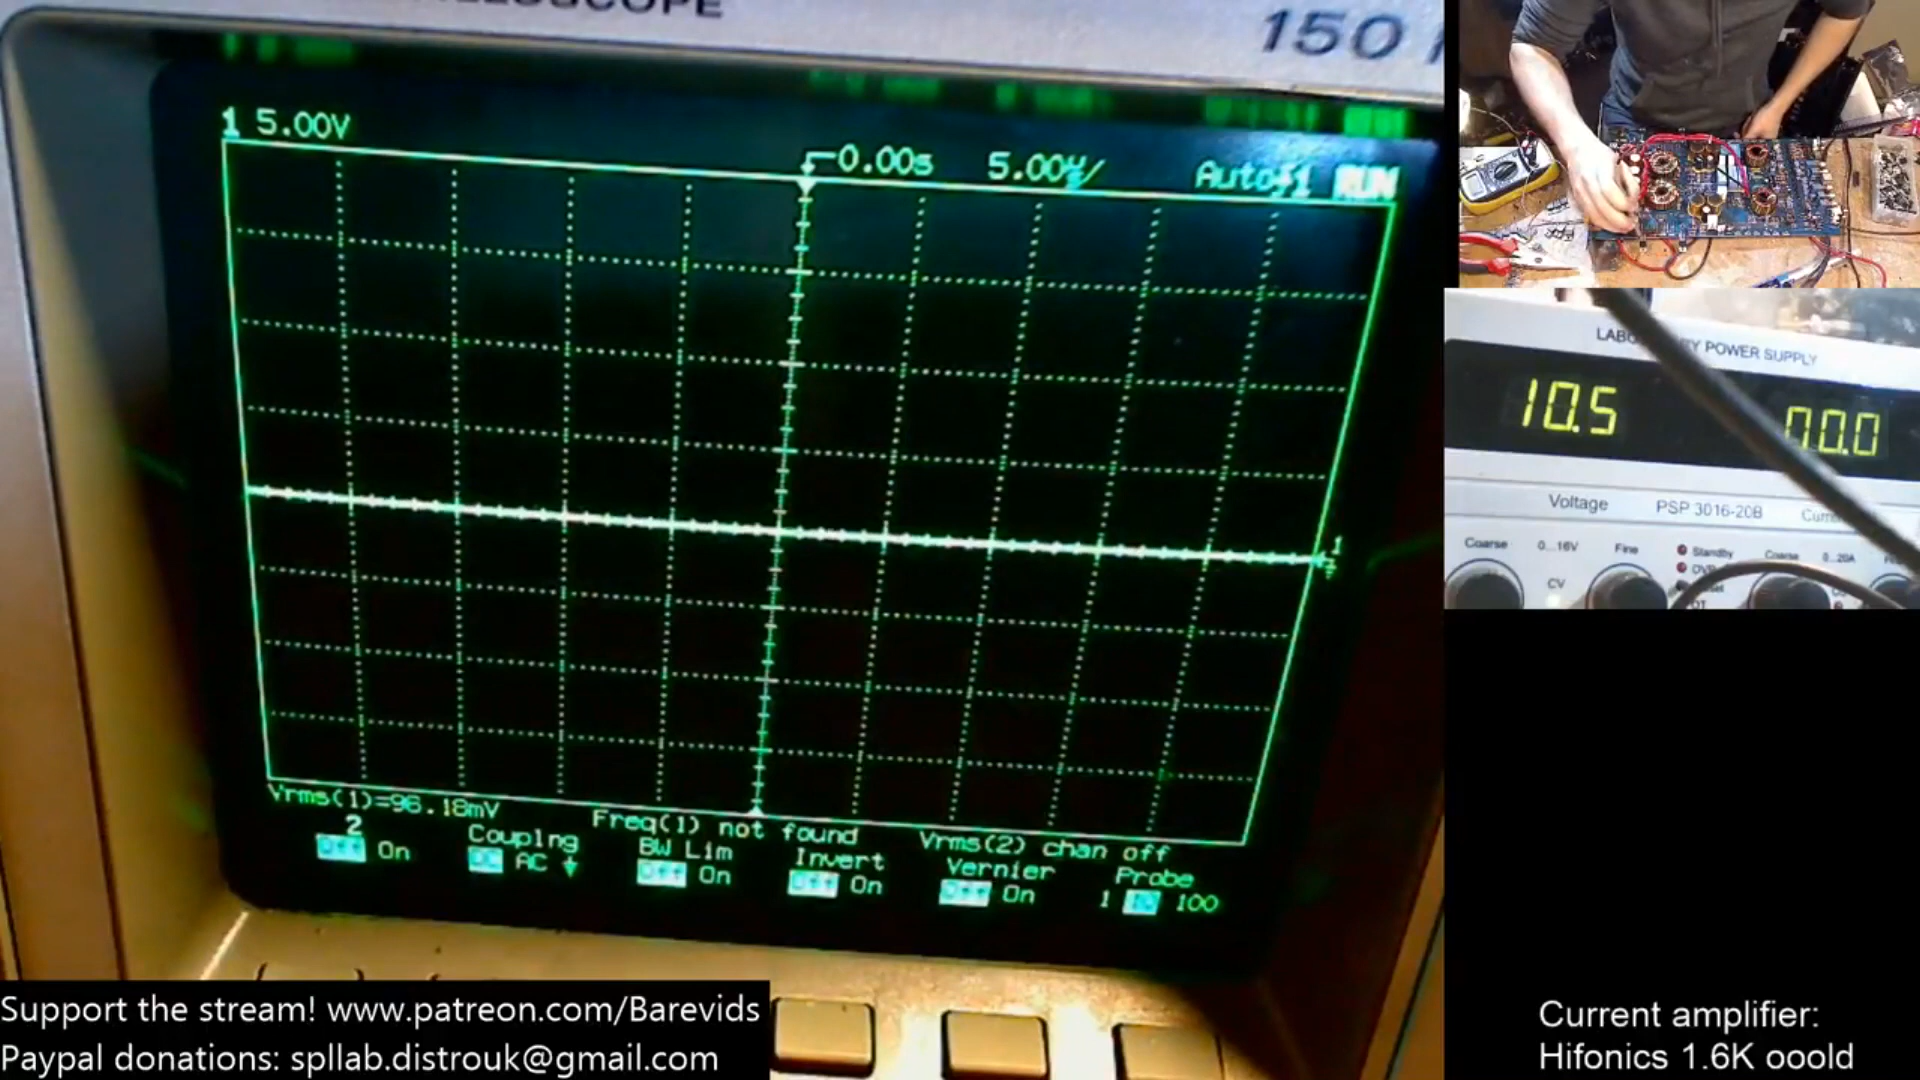 150
1 5.00V
0.00s 5.00µs/ Auto 1 RUN
Vrms(1)=96.18mV Freq(1) not found Vrms(2) chan off
2
Off On
Couplng
DC AC
BW Lim
Off On
Invert
Off On
Vernier
Off On
Probe
1 10 100
LABORATORY POWER SUPPLY
10.5 00.0
Voltage PSP 3016-20B
Coarse 0...16V Fine Standby Coarse 0...20A
CV
Support the stream! www.patreon.com/Barevids
Paypal donations: spllab.distrouk@gmail.com
Current amplifier:
Hifonics 1.6K ooold